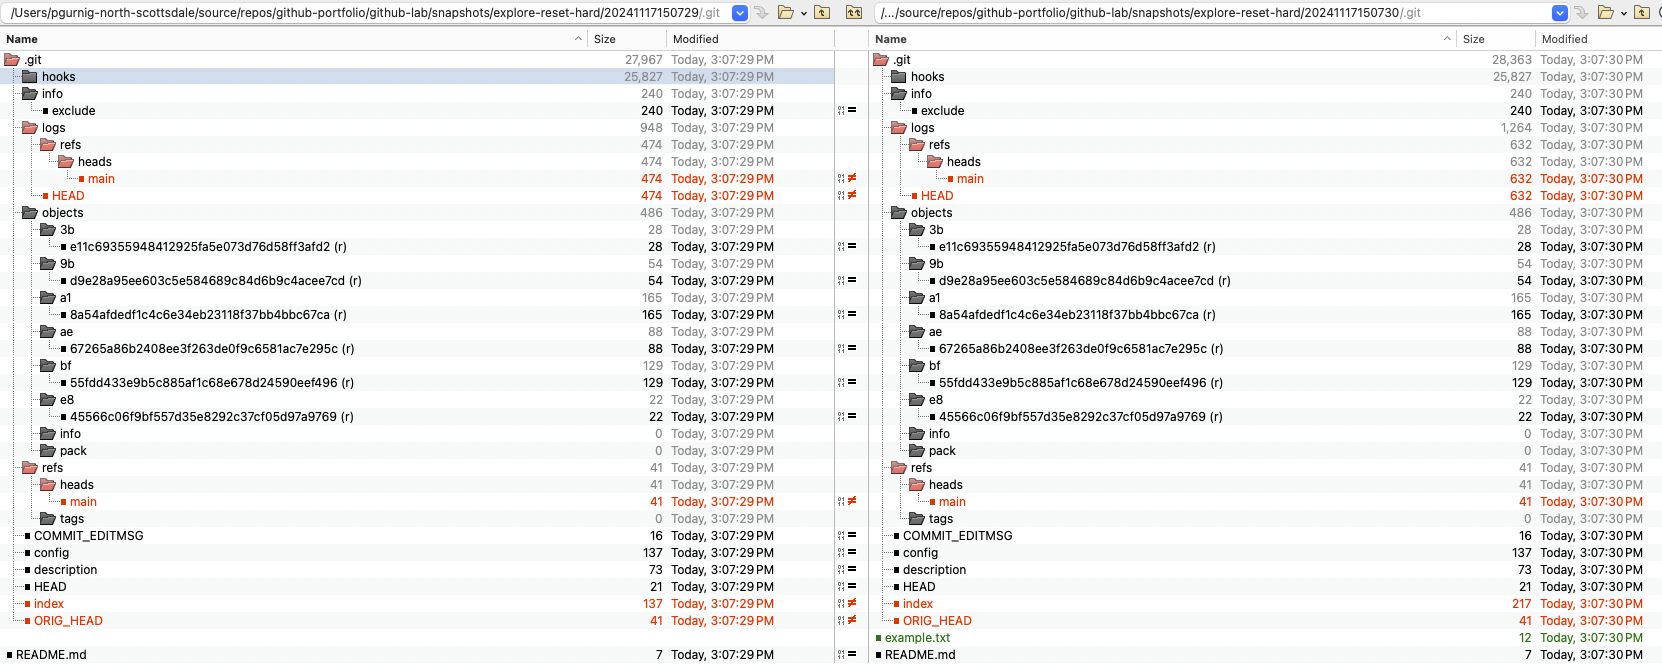 /Users/pgurnig-north-scottsdale/source/repos/github-portfolio/github-lab/snapshots/explore-reset-hard/20241117150729/.git
Name Size Modified
.git 27,967 Today, 3:07:29 PM
hooks 25,827 Today, 3:07:29 PM
info 240 Today, 3:07:29 PM
exclude 240 Today, 3:07:29 PM
logs 948 Today, 3:07:29 PM
refs 474 Today, 3:07:29 PM
heads 474 Today, 3:07:29 PM
main 474 Today, 3:07:29 PM
HEAD 474 Today, 3:07:29 PM
objects 486 Today, 3:07:29 PM
3b 28 Today, 3:07:29 PM
e11c69355948412925fa5e073d76d58ff3afd2 (r) 28 Today, 3:07:29 PM
9b 54 Today, 3:07:29 PM
d9e28a95ee603c5e584689c84d6b9c4acee7cd (r) 54 Today, 3:07:29 PM
a1 165 Today, 3:07:29 PM
8a54afdedf1c4c6e34eb23118f37bb4bbc67ca (r) 165 Today, 3:07:29 PM
ae 88 Today, 3:07:29 PM
67265a86b2408ee3f263de0f9c6581ac7e295c (r) 88 Today, 3:07:29 PM
bf 129 Today, 3:07:29 PM
55fdd433e9b5c885af1c68e678d24590eef496 (r) 129 Today, 3:07:29 PM
e8 22 Today, 3:07:29 PM
45566c06f9bf557d35e8292c37cf05d97a9769 (r) 22 Today, 3:07:29 PM
info 0 Today, 3:07:29 PM
pack 0 Today, 3:07:29 PM
refs 41 Today, 3:07:29 PM
heads 41 Today, 3:07:29 PM
main 41 Today, 3:07:29 PM
tags 0 Today, 3:07:29 PM
COMMIT_EDITMSG 16 Today, 3:07:29 PM
config 137 Today, 3:07:29 PM
description 73 Today, 3:07:29 PM
HEAD 21 Today, 3:07:29 PM
index 137 Today, 3:07:29 PM
ORIG_HEAD 41 Today, 3:07:29 PM
README.md 7 Today, 3:07:29 PM
/.../source/repos/github-portfolio/github-lab/snapshots/explore-reset-hard/20241117150730/.git
Name Size Modified
.git 28,363 Today, 3:07:30 PM
hooks 25,827 Today, 3:07:30 PM
info 240 Today, 3:07:30 PM
exclude 240 Today, 3:07:30 PM
logs 1,264 Today, 3:07:30 PM
refs 632 Today, 3:07:30 PM
heads 632 Today, 3:07:30 PM
main 632 Today, 3:07:30 PM
HEAD 632 Today, 3:07:30 PM
objects 486 Today, 3:07:30 PM
3b 28 Today, 3:07:30 PM
e11c69355948412925fa5e073d76d58ff3afd2 (r) 28 Today, 3:07:30 PM
9b 54 Today, 3:07:30 PM
d9e28a95ee603c5e584689c84d6b9c4acee7cd (r) 54 Today, 3:07:30 PM
a1 165 Today, 3:07:30 PM
8a54afdedf1c4c6e34eb23118f37bb4bbc67ca (r) 165 Today, 3:07:30 PM
ae 88 Today, 3:07:30 PM
67265a86b2408ee3f263de0f9c6581ac7e295c (r) 88 Today, 3:07:30 PM
bf 129 Today, 3:07:30 PM
55fdd433e9b5c885af1c68e678d24590eef496 (r) 129 Today, 3:07:30 PM
e8 22 Today, 3:07:30 PM
45566c06f9bf557d35e8292c37cf05d97a9769 (r) 22 Today, 3:07:30 PM
info 0 Today, 3:07:30 PM
pack 0 Today, 3:07:30 PM
refs 41 Today, 3:07:30 PM
heads 41 Today, 3:07:30 PM
main 41 Today, 3:07:30 PM
tags 0 Today, 3:07:30 PM
COMMIT_EDITMSG 16 Today, 3:07:30 PM
config 137 Today, 3:07:30 PM
description 73 Today, 3:07:30 PM
HEAD 21 Today, 3:07:30 PM
index 217 Today, 3:07:30 PM
ORIG_HEAD 41 Today, 3:07:30 PM
example.txt 12 Today, 3:07:30 PM
README.md 7 Today, 3:07:30 PM